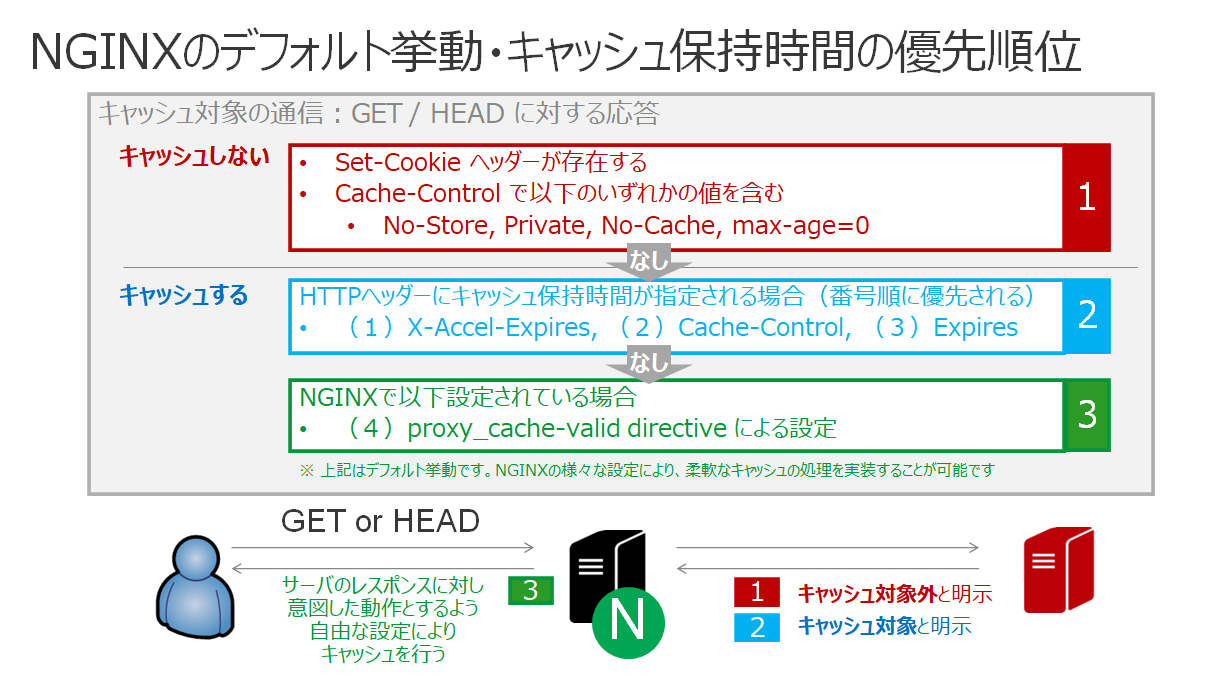 NGINXのデフォルト挙動・キャッシュ保持時間の優先順位
キャッシュ対象の通信：GET / HEAD に対する応答
キャッシュしない
• Set-Cookie ヘッダーが存在する
• Cache-Control で以下のいずれかの値を含む
• No-Store, Private, No-Cache, max-age=0
1
なし
キャッシュする
HTTPヘッダーにキャッシュ保持時間が指定される場合（番号順に優先される）
• （１）X-Accel-Expires, （２）Cache-Control, （３）Expires
2
なし
NGINXで以下設定されている場合
• （４）proxy_cache-valid directive による設定
3
※ 上記はデフォルト挙動です。NGINXの様々な設定により、柔軟なキャッシュの処理を実装することが可能です
GET or HEAD
サーバのレスポンスに対し
意図した動作とするよう
自由な設定により
キャッシュを行う
3
N
1 キャッシュ対象外と明示
2 キャッシュ対象と明示